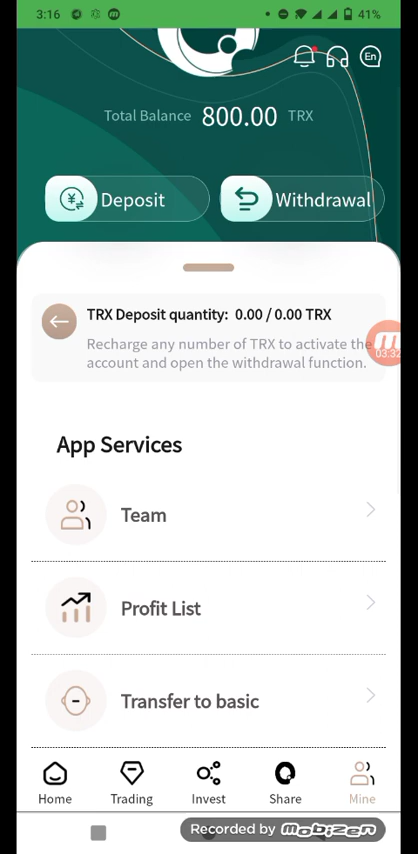 3:16
41%
En
Total Balance 800.00 TRX
Deposit
Withdrawal
TRX Deposit quantity: 0.00 / 0.00 TRX
Recharge any number of TRX to activate the
account and open the withdrawal function.
03:32
App Services
Team
Profit List
Transfer to basic
Home
Trading
Invest
Share
Mine
Recorded by mobizen